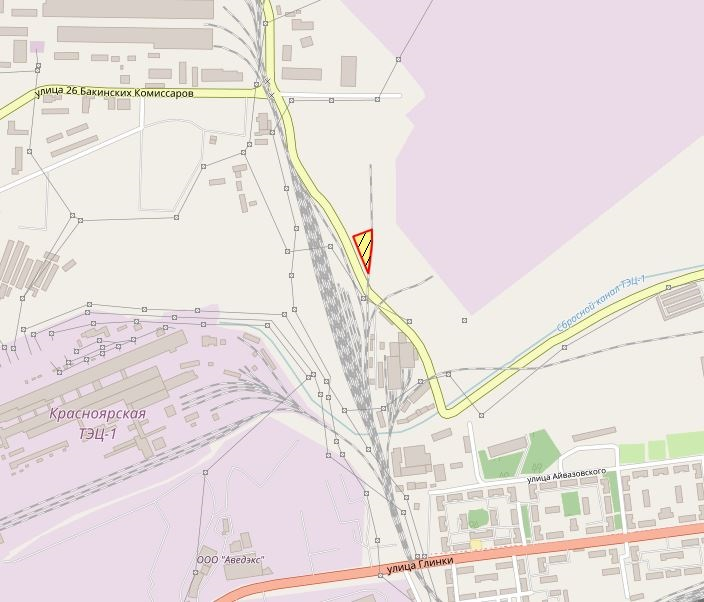 улица 26 Бакинских Комиссаров
Сбросной канал ТЭЦ-1
Красноярская
ТЭЦ-1
улица Айвазовского
ООО "Аведэкс"
улица Глинки